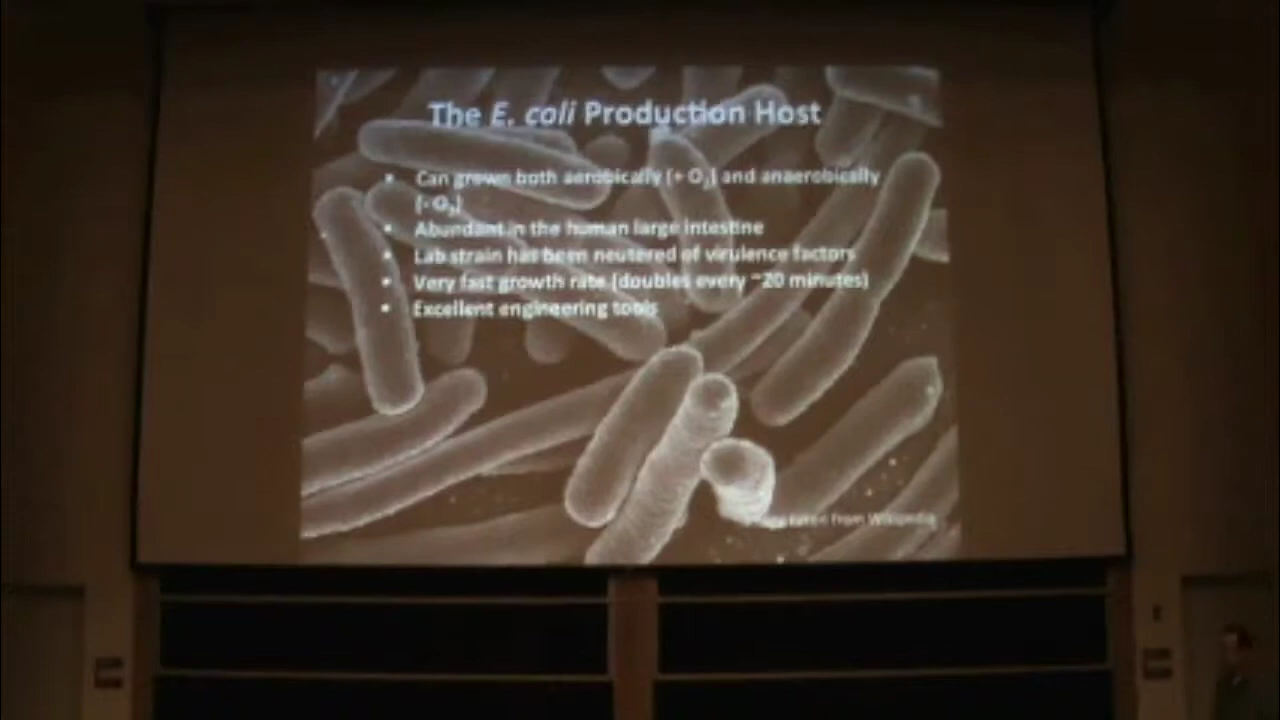 The E. coli Production Host
• Can grown both aerobically (+ O₂) and anaerobically
(- O₂)
• Abundant in the human large intestine
• Lab strain has been neutered of virulence factors
• Very fast growth rate (doubles every ~20 minutes)
• Excellent engineering tools
taken from Wikipedia